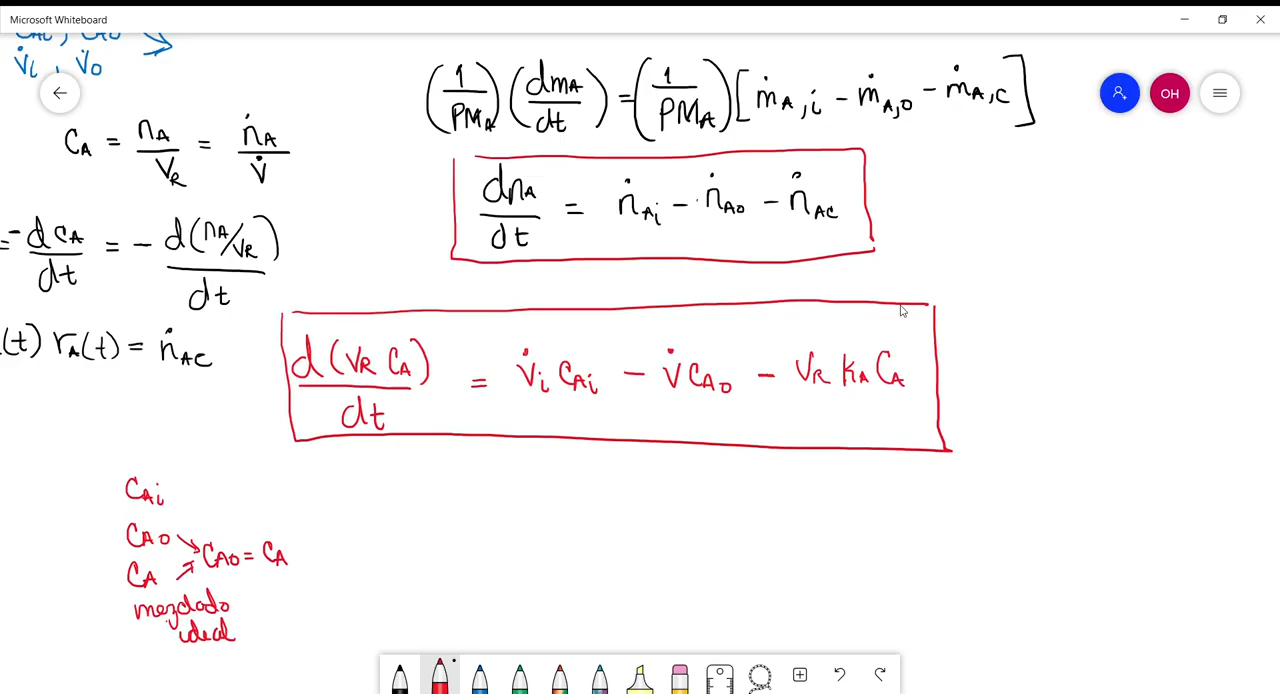 Microsoft Whiteboard
V̇i , V̇o
OH
(1/PMA) (dmA/dt) = (1/PMA) [ṁA,i − ṁA,o − ṁA,C]
CA = nA/VR = ṅA/V̇
dnA/dt = ṅAi − ṅAo − ṅAC
= −dCA/dt = − d(nA/VR)/dt
(t) rA(t) = ṅAC
d(VR CA)/dt = V̇i CAi − V̇ CAo − VR KA CA
CAi
CAo
CAo = CA
CA
mezclado
ideal